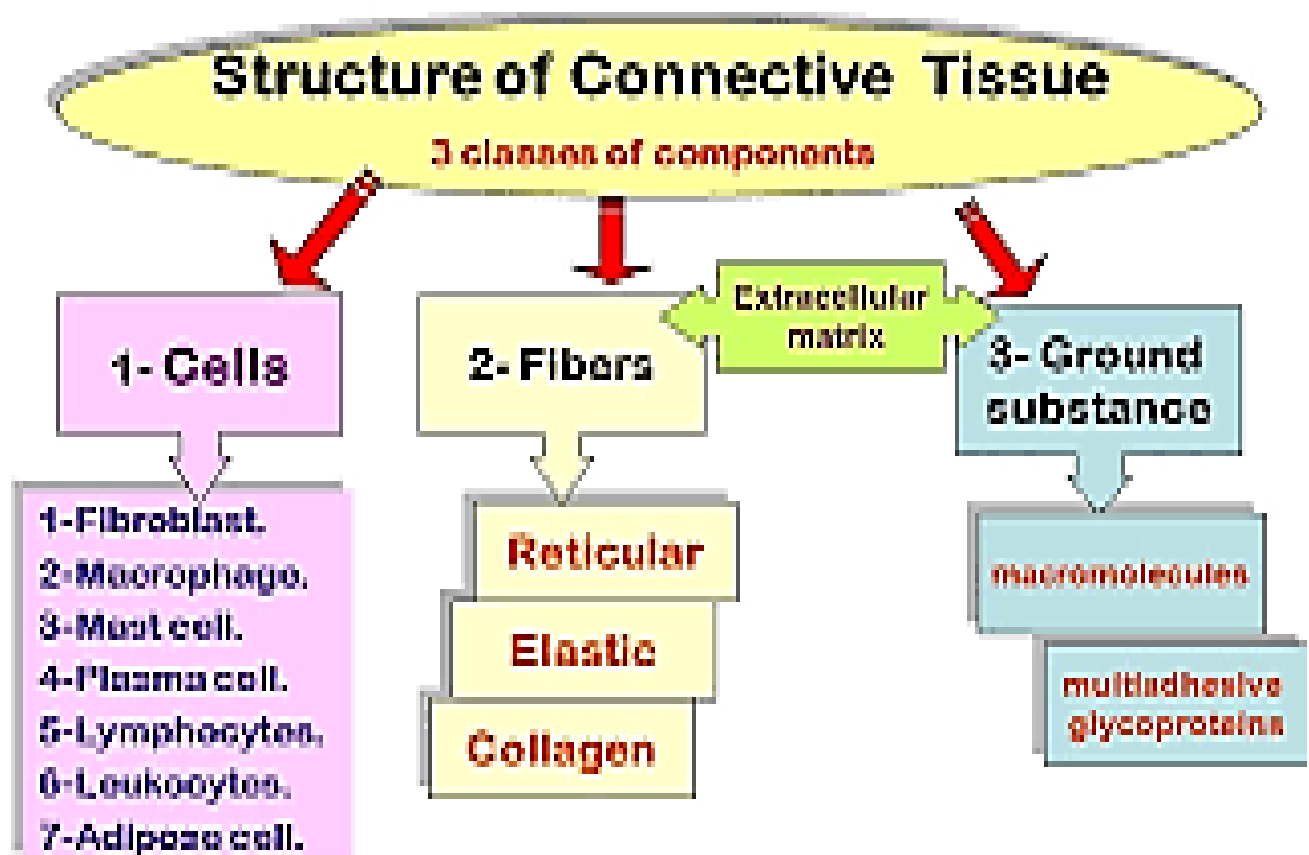 Structure of Connective Tissue
3 classes of components
Extracellular
matrix
1- Cells
2- Fibers
3- Ground
substance
1-Fibroblast.
2-Macrophage.
3-Mast cell.
4-Plasma cell.
5-Lymphocytes.
6-Leukocytes.
7-Adipose cell.
Reticular
Elastic
Collagen
macromolecules
multiadhesive
glycoproteins